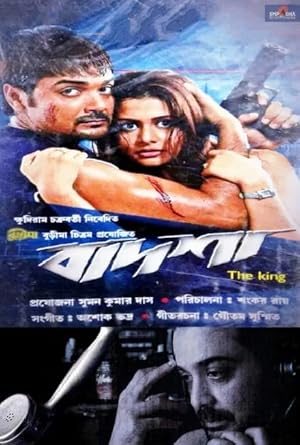 ক্ষুদিরাম চক্রবর্তী নিবেদিত
বুড়ীমা চিত্রম প্রযোজিত
বাদশা
The king
প্রযোজনা সুমন কুমার দাস • পরিচালনা : শংকর রায়
সংগীত : অশোক ভদ্র • গীতরচনা : গৌতম সুস্মিত